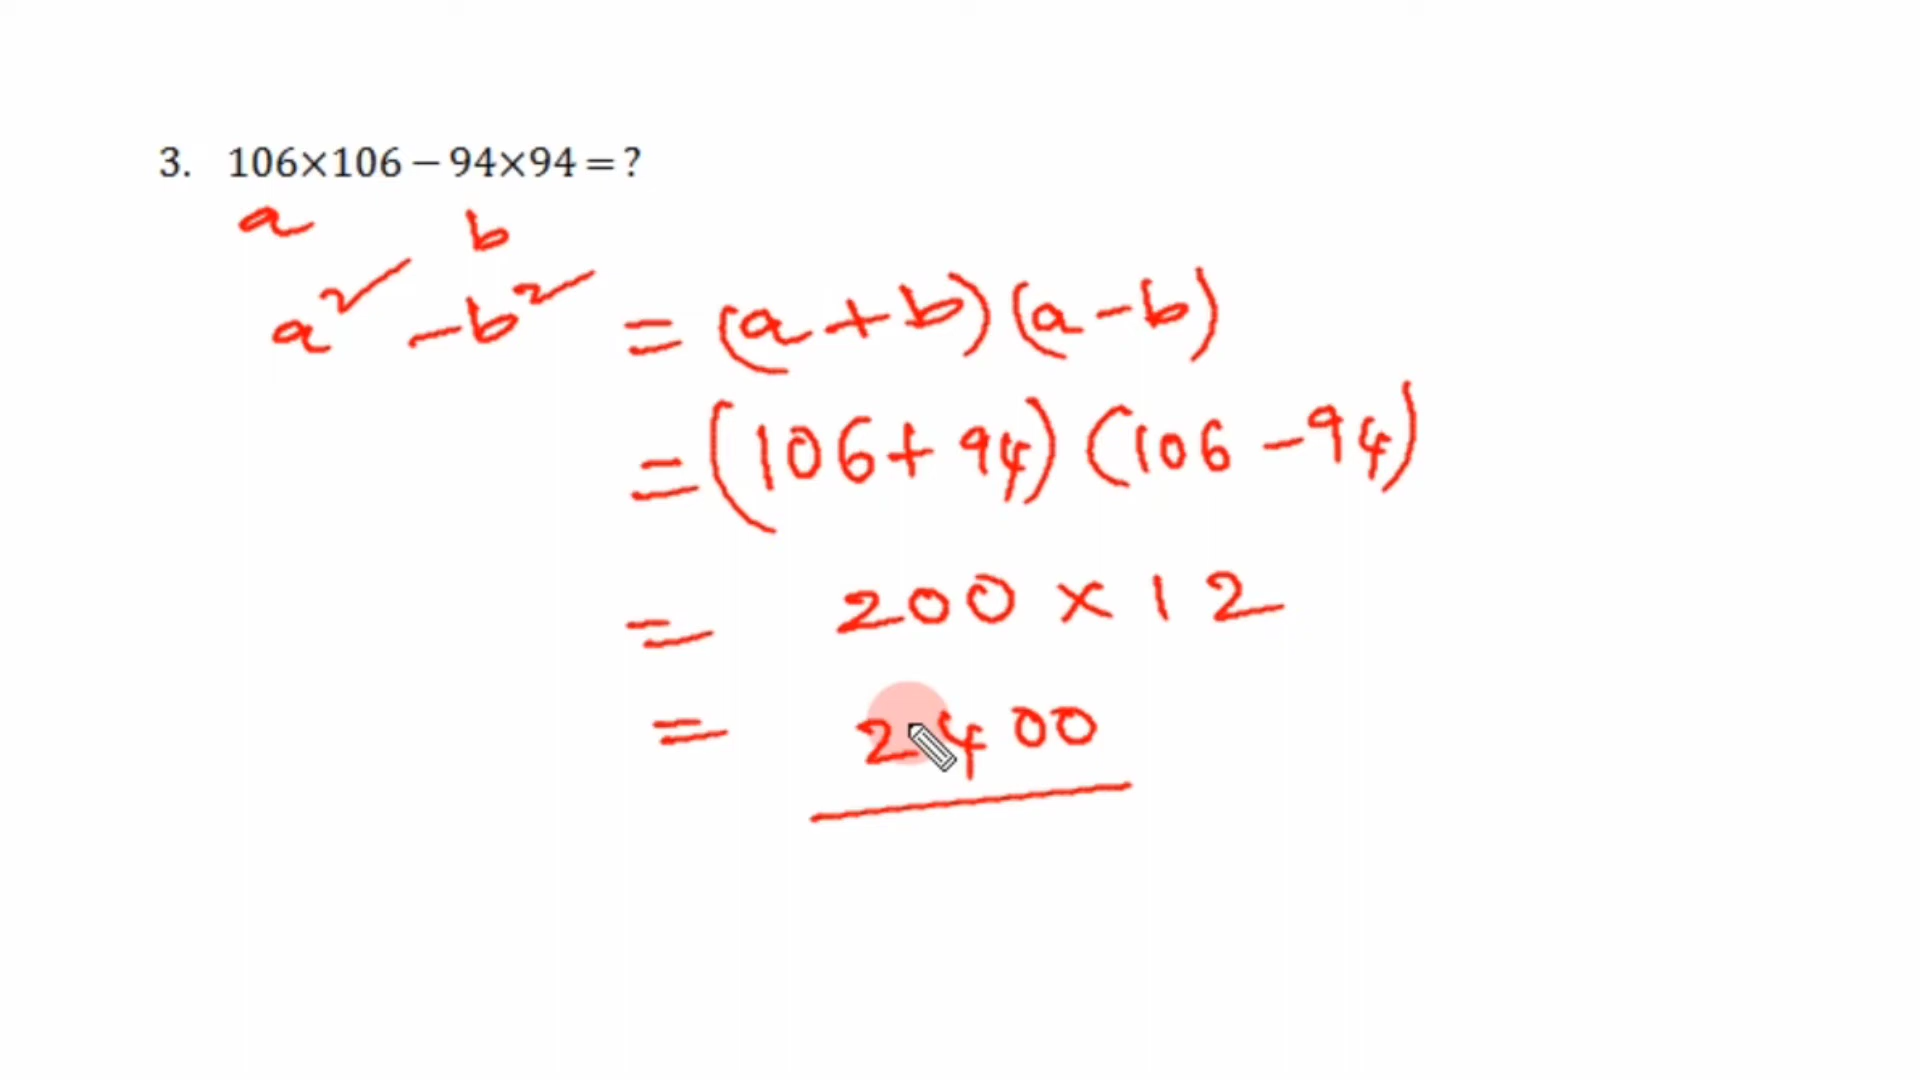 3. 106×106 – 94×94 = ?
a b
a² – b² = (a + b) (a – b)
= (106 + 94) (106 – 94)
= 200 × 12
= 2400